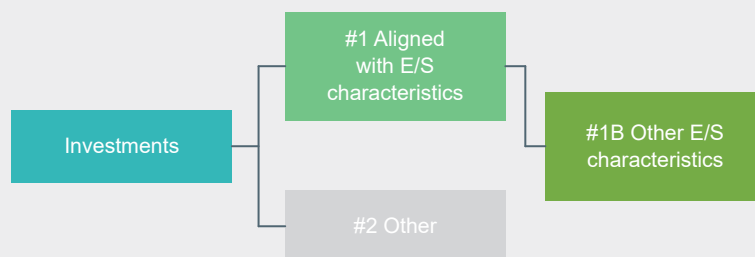 #1 Aligned
with E/S
characteristics
Investments
#1B Other E/S
characteristics
#2 Other